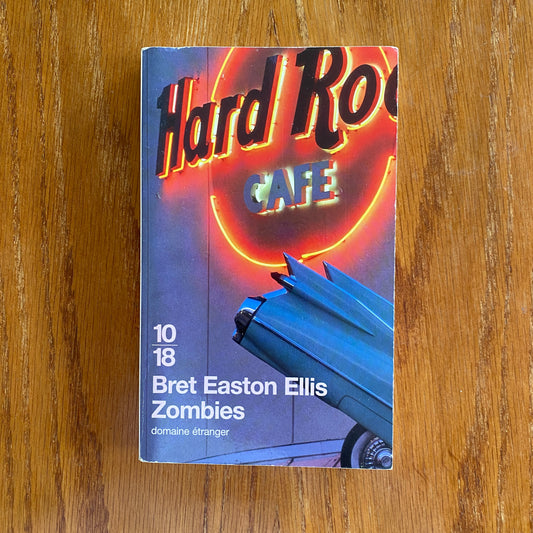 Hard Roc
CAFE
10
18
Bret Easton Ellis
Zombies
domaine étranger